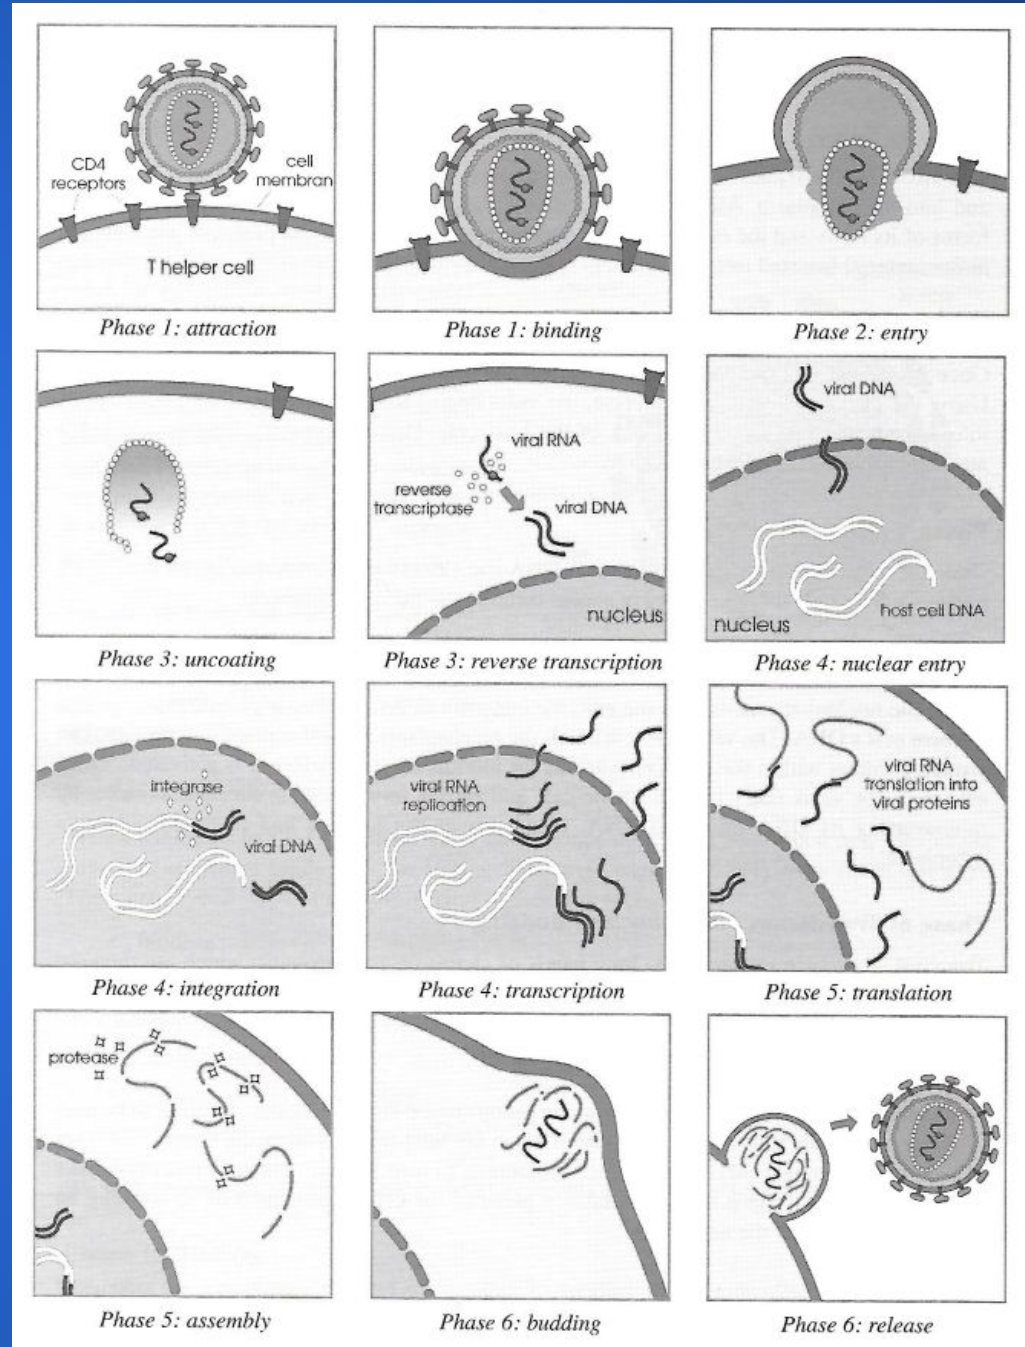 CD4
receptors
cell
membran
T helper cell
Phase 1: attraction
Phase 1: binding
Phase 2: entry
viral RNA
reverse
transcriptase
viral DNA
nucleus
viral DNA
host cell DNA
nucleus
Phase 3: uncoating
Phase 3: reverse transcription
Phase 4: nuclear entry
integrase
viral DNA
viral RNA
replication
viral RNA
translation into
viral proteins
Phase 4: integration
Phase 4: transcription
Phase 5: translation
protease
Phase 5: assembly
Phase 6: budding
Phase 6: release